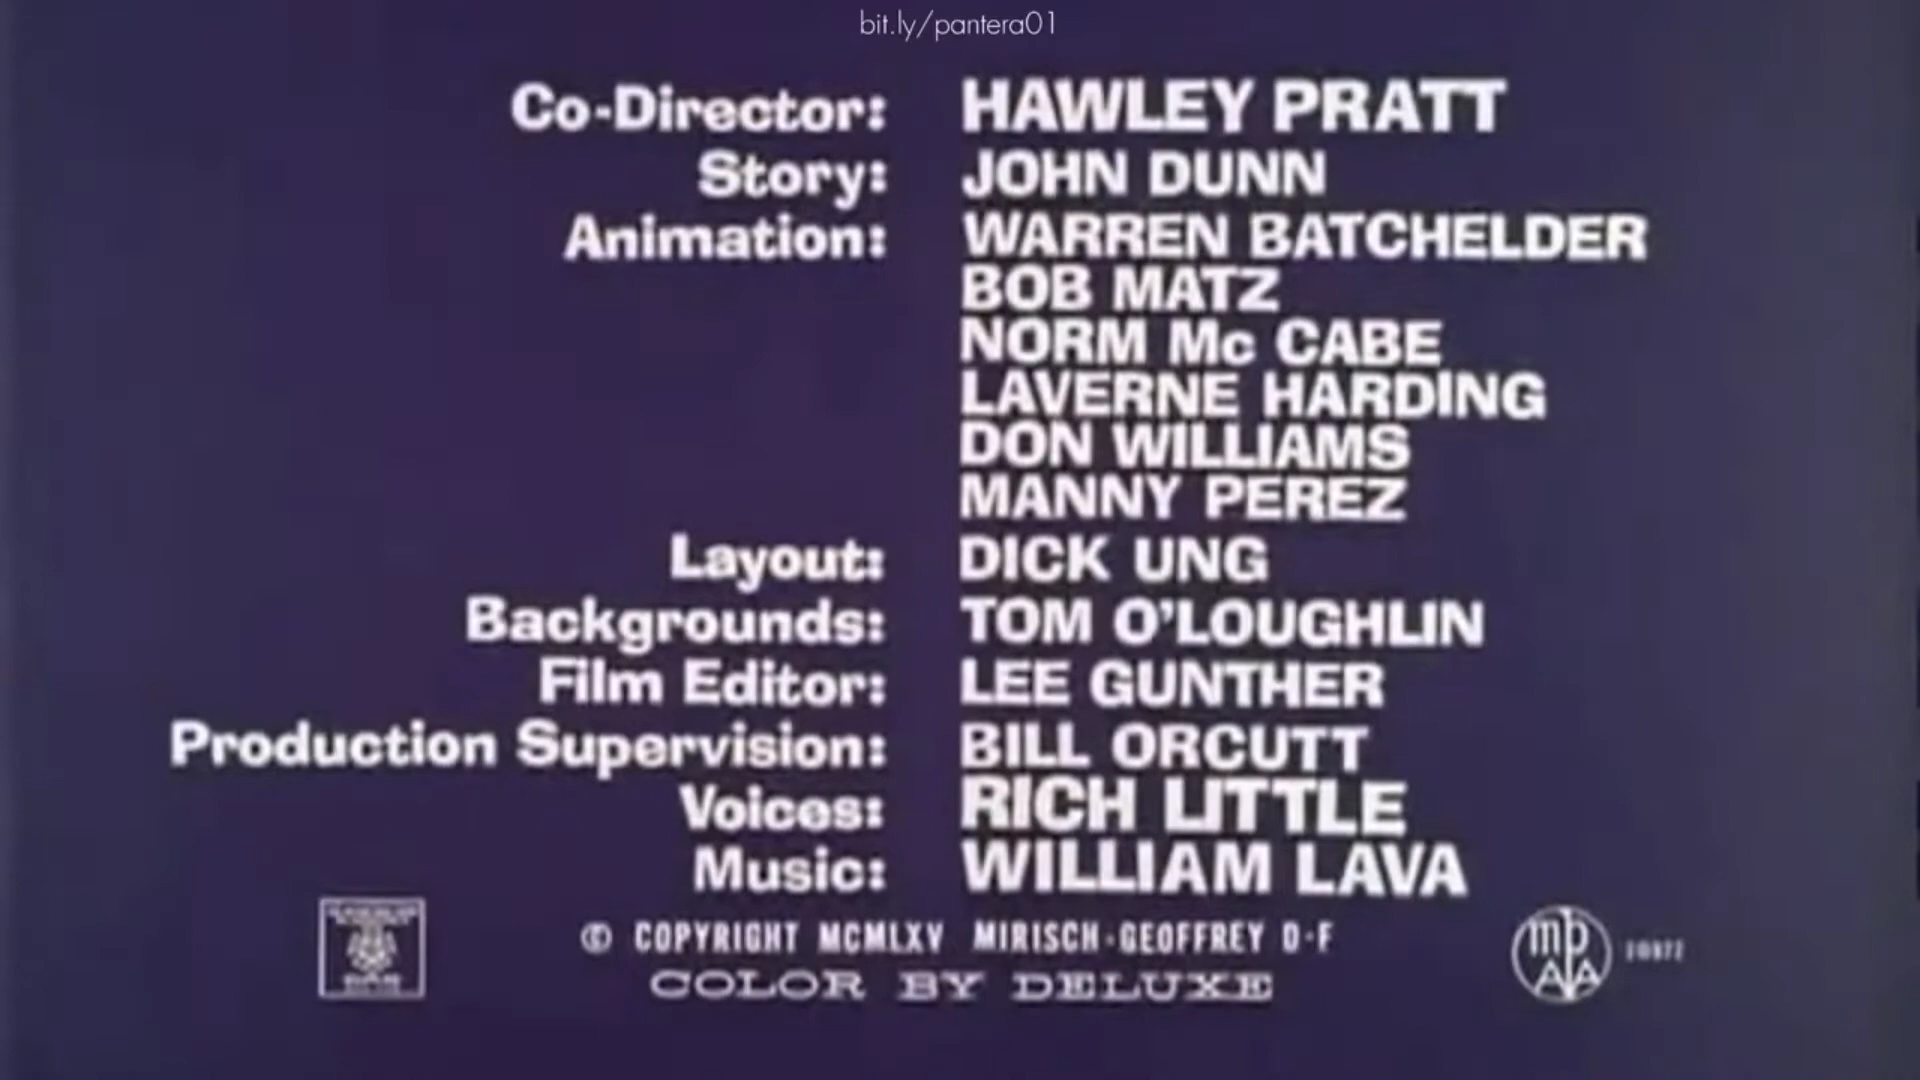 bit.ly/pantera01
Co-Director: HAWLEY PRATT
Story: JOHN DUNN
Animation: WARREN BATCHELDER
BOB MATZ
NORM Mc CABE
LAVERNE HARDING
DON WILLIAMS
MANNY PEREZ
Layout: DICK UNG
Backgrounds: TOM O'LOUGHLIN
Film Editor: LEE GUNTHER
Production Supervision: BILL ORCUTT
Voices: RICH LITTLE
Music: WILLIAM LAVA
© COPYRIGHT MCMLXV MIRISCH-GEOFFREY D-F
COLOR BY DELUXE
mp
AA